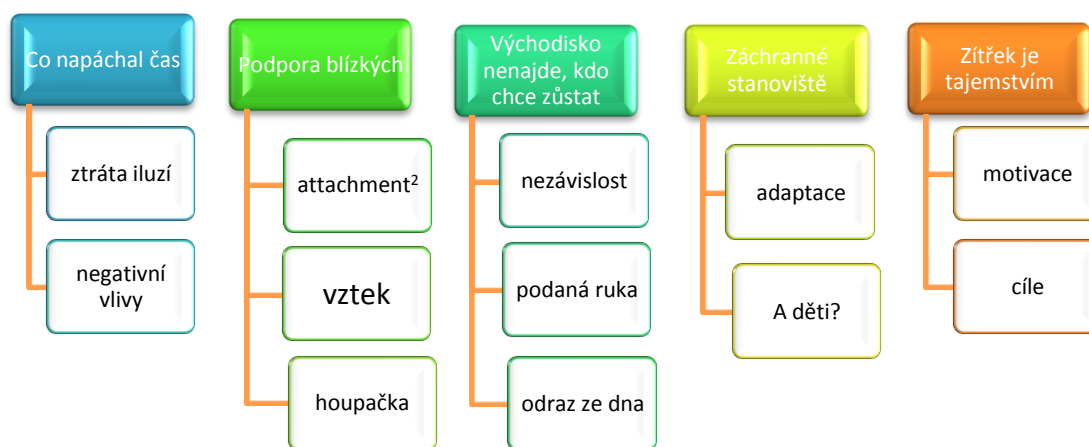 Co napáchal čas
ztráta iluzí
negativní
vlivy
Podpora blízkých
attachment²
vztek
houpačka
Východisko
nenajde, kdo
chce zůstat
nezávislost
podaná ruka
odraz ze dna
Záchranné
stanoviště
adaptace
A děti?
Zítřek je
tajemstvím
motivace
cíle